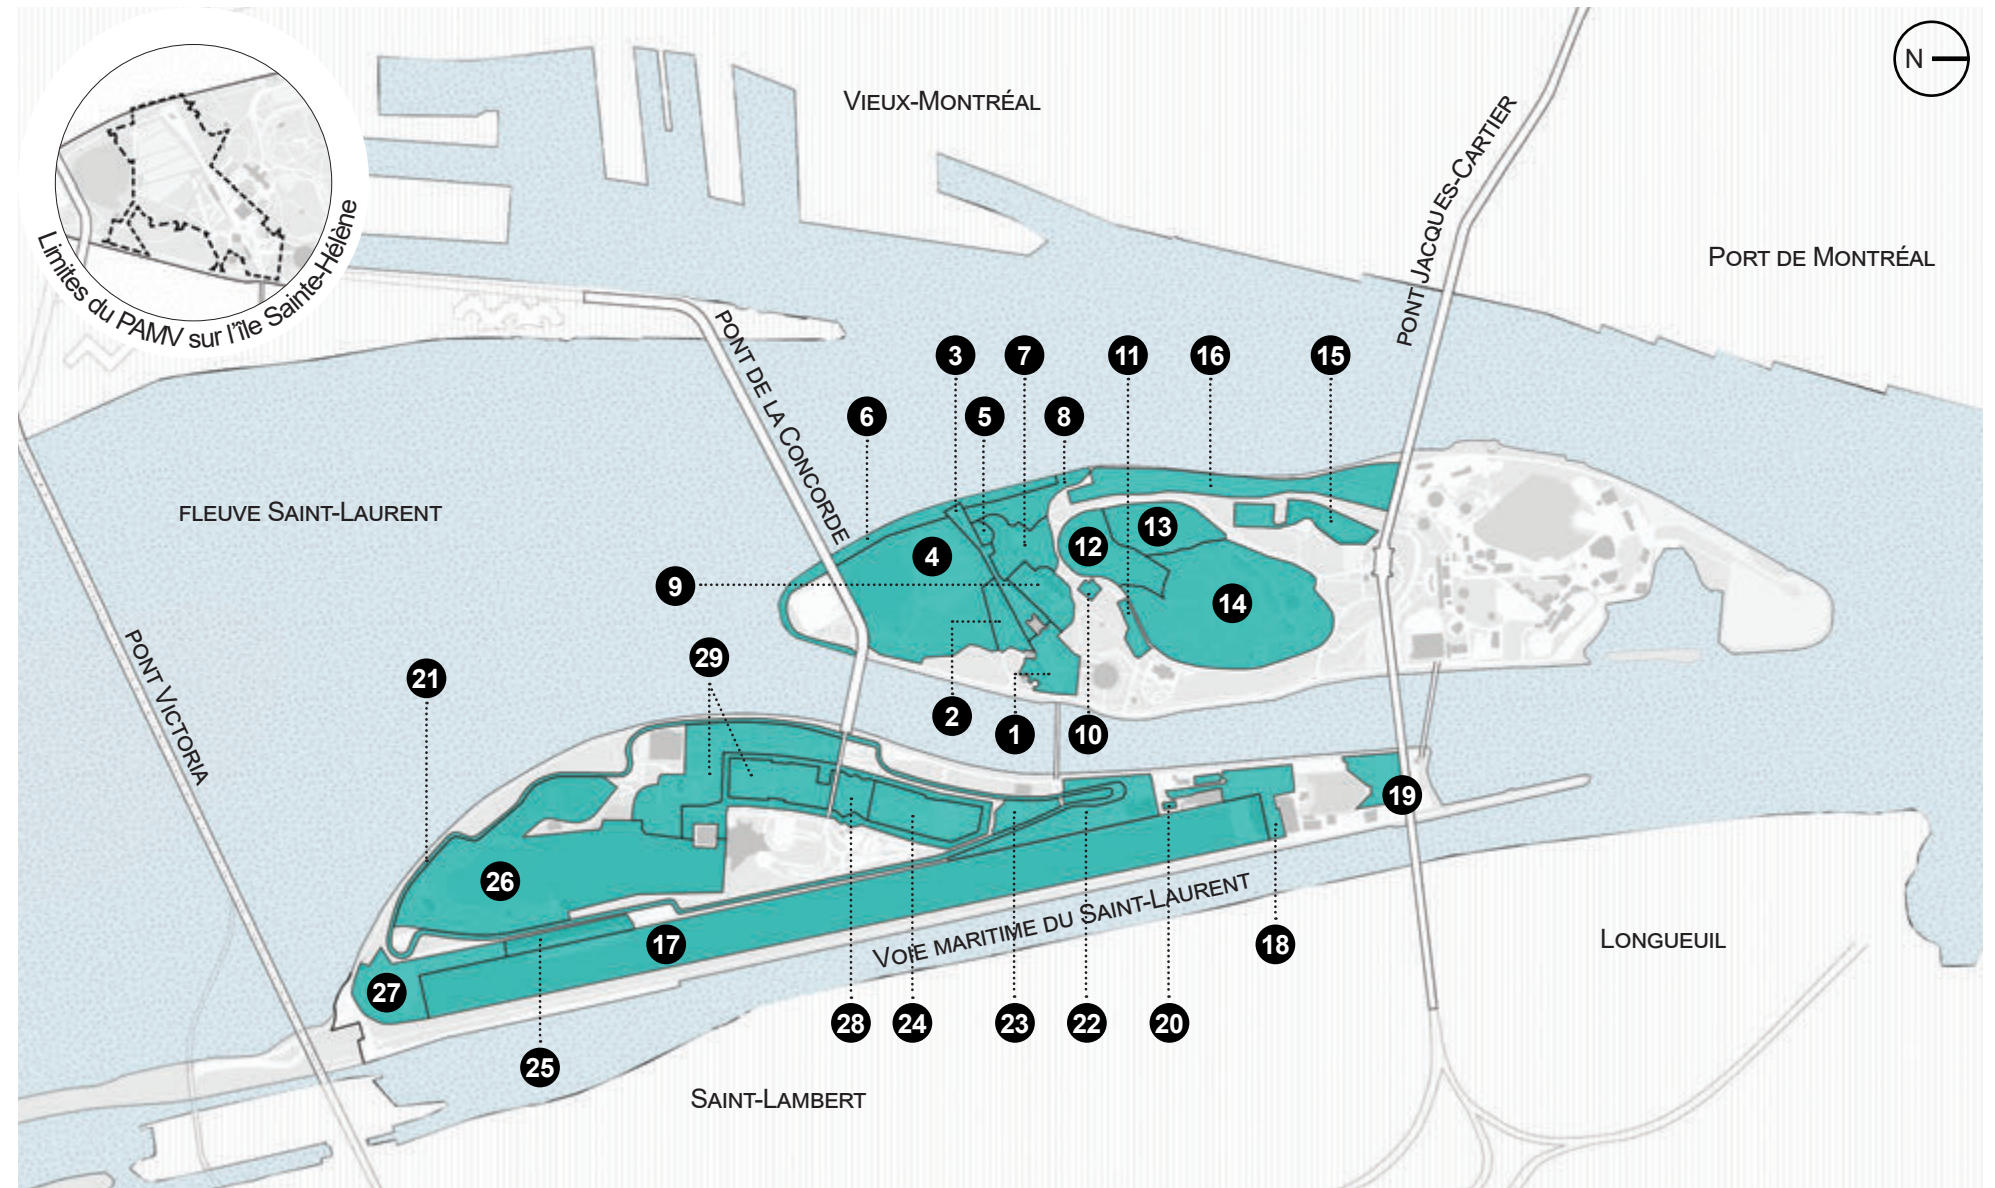 N
VIEUX-MONTRÉAL
PONT JACQUES-CARTIER
PORT DE MONTRÉAL
Limites du PAMV sur l'île Sainte-Hélène
PONT DE LA CONCORDE
3
7
11
16
15
6
5
8
FLEUVE SAINT-LAURENT
13
12
4
9
14
PONT VICTORIA
29
21
2
1
10
19
26
VOIE MARITIME DU SAINT-LAURENT
17
18
LONGUEUIL
27
28
24
23
22
20
25
SAINT-LAMBERT